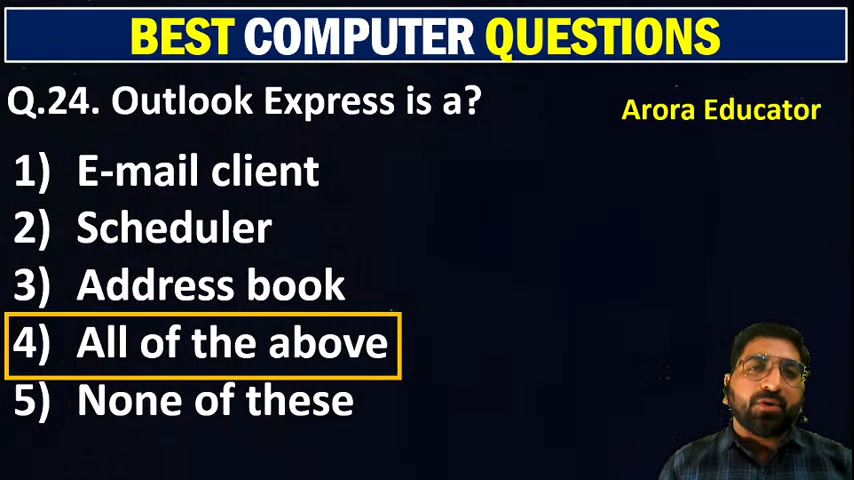 BEST COMPUTER QUESTIONS
Q.24. Outlook Express is a?
Arora Educator
1) E-mail client
2) Scheduler
3) Address book
4) All of the above
5) None of these